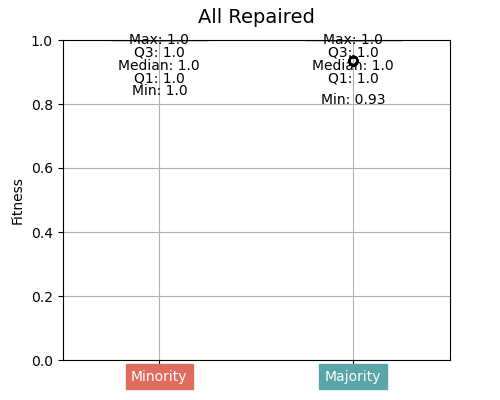 All Repaired
Max: 1.0
Q3: 1.0
Median: 1.0
Q1: 1.0
Min: 1.0
Max: 1.0
Q3: 1.0
Median: 1.0
Q1: 1.0
Min: 0.93
1.0
0.8
0.6
0.4
0.2
0.0
Fitness
Minority
Majority